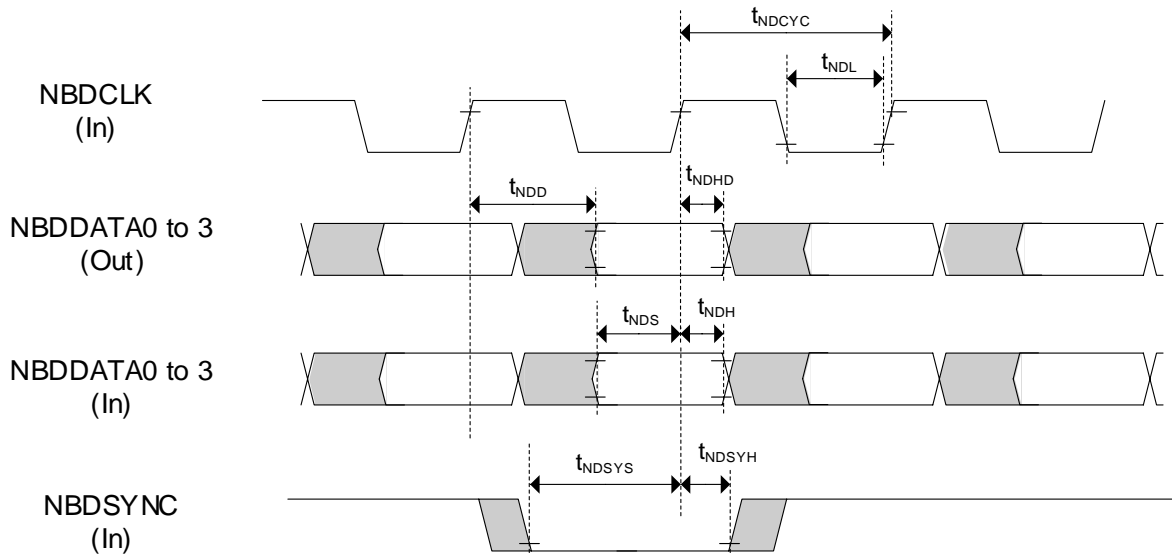 tNDCYC
tNDL
NBDCLK
(In)
tNDD
tNDHD
NBDDATA0 to 3
(Out)
tNDS
tNDH
NBDDATA0 to 3
(In)
tNDSYS
tNDSYH
NBDSYNC
(In)